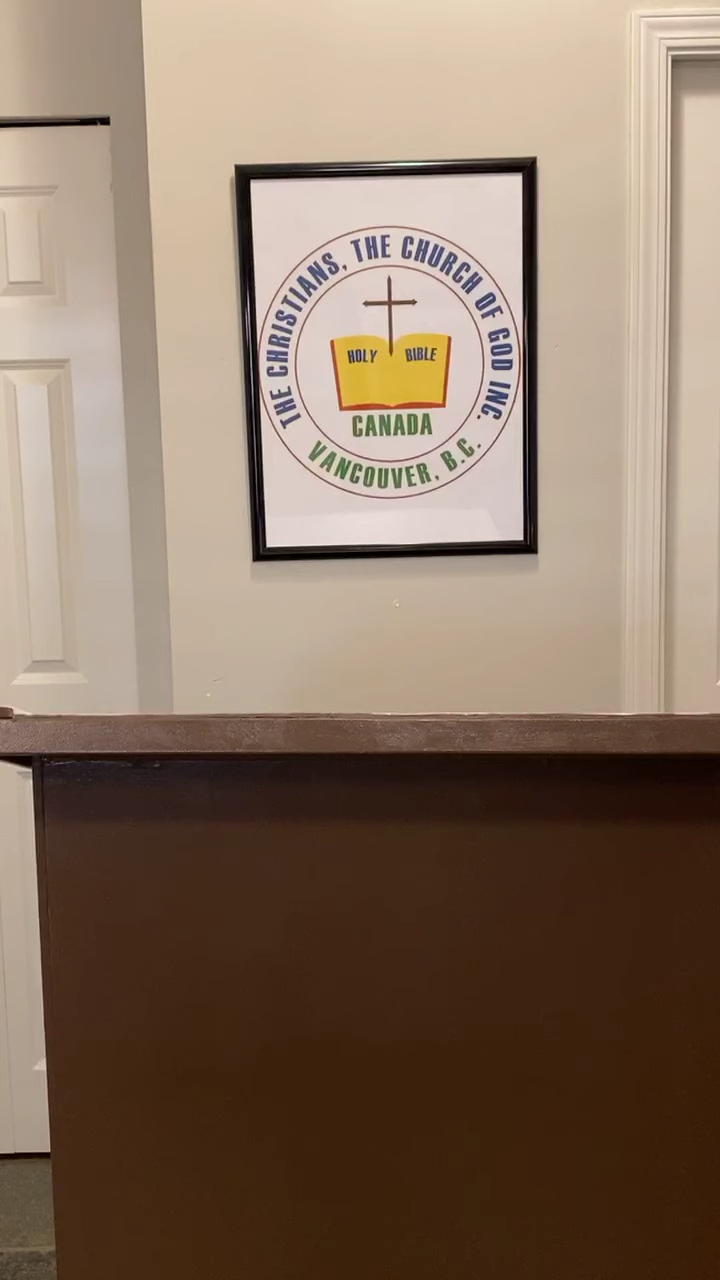 THE CHRISTIANS, THE CHURCH OF GOD INC.
HOLY BIBLE
CANADA
VANCOUVER, B.C.